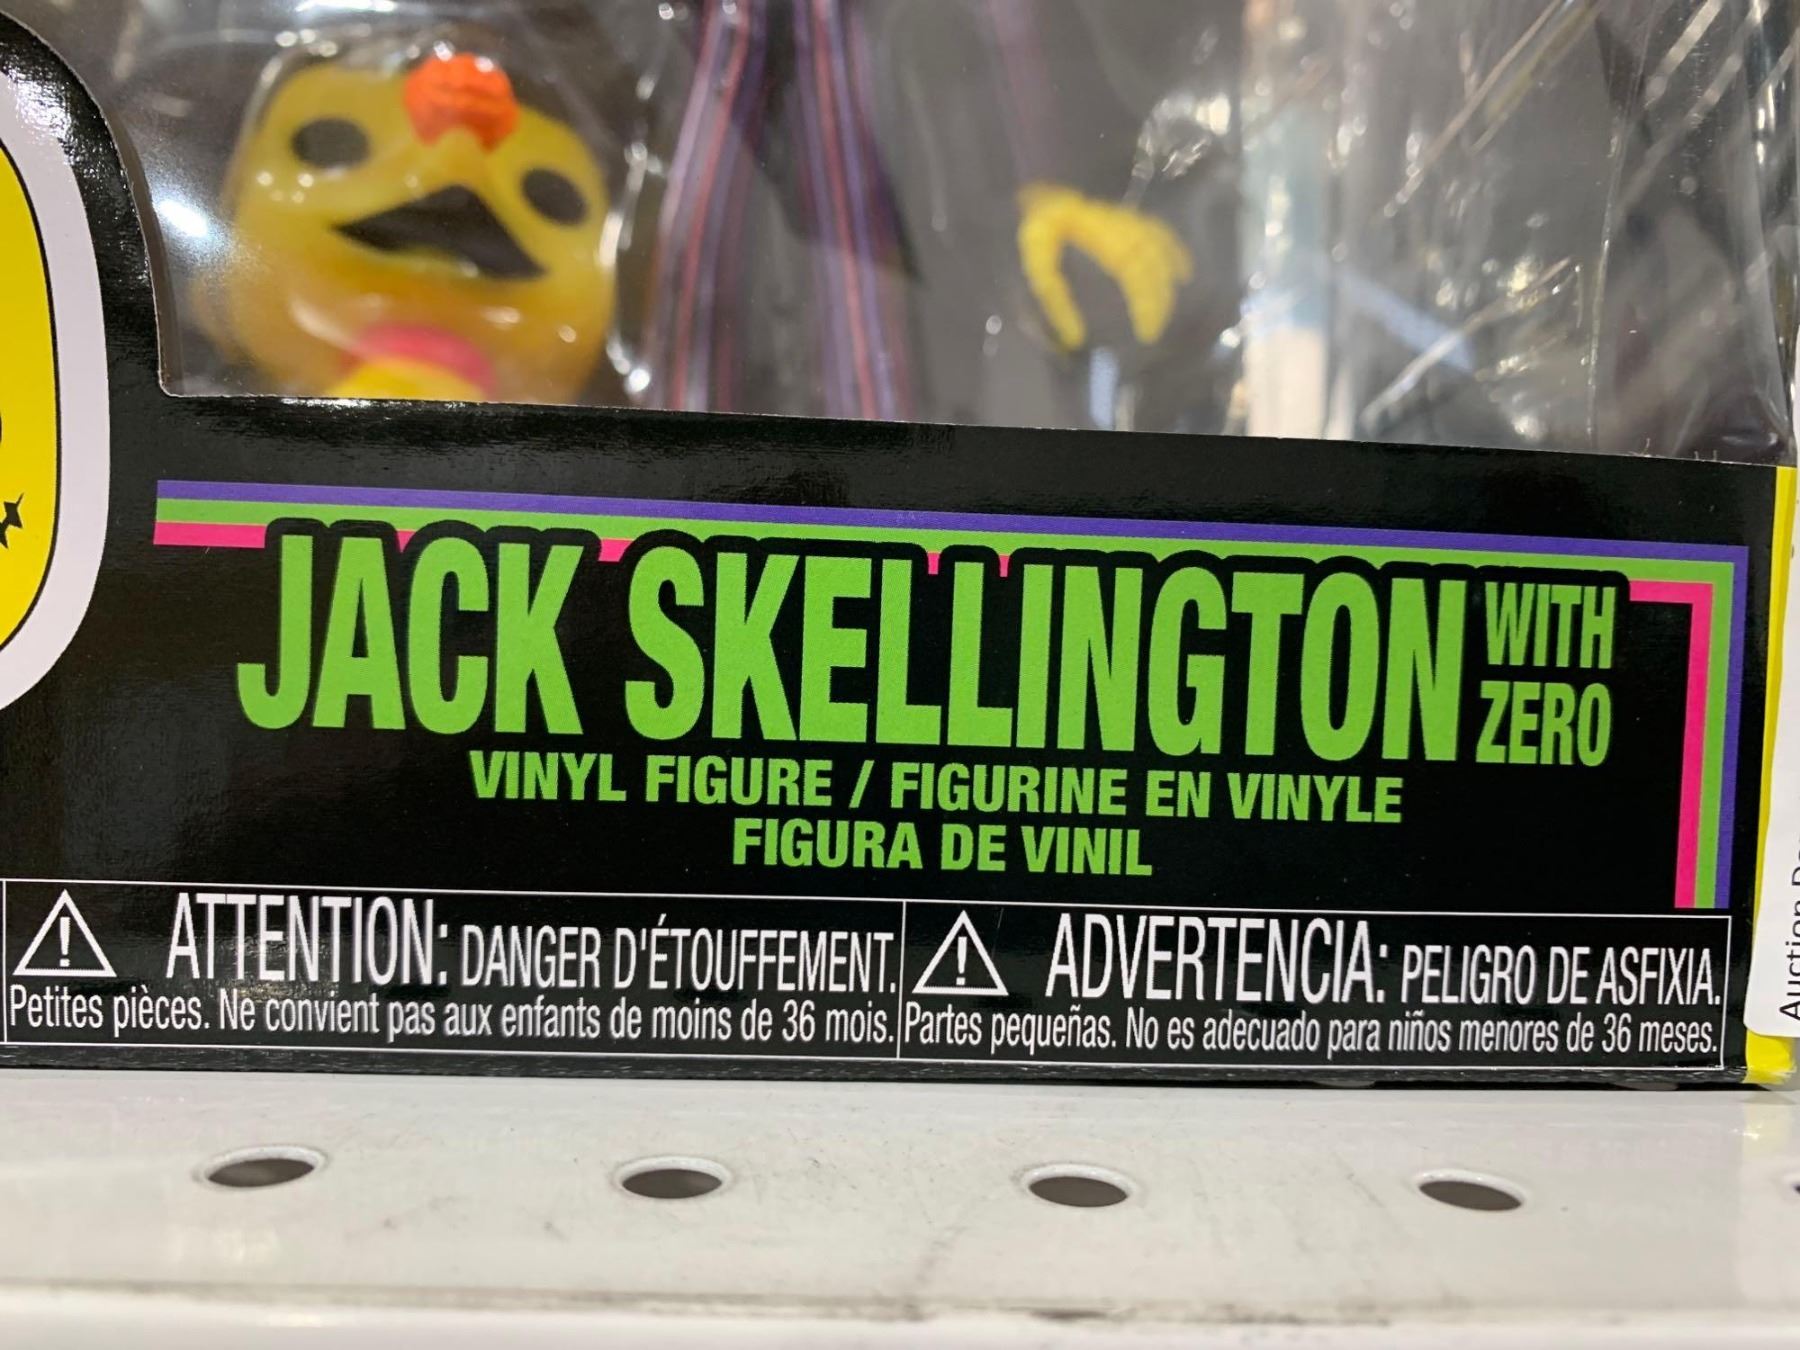 JACK SKELLINGTON WITH ZERO
VINYL FIGURE / FIGURINE EN VINYLE
FIGURA DE VINIL
ATTENTION: DANGER D'ÉTOUFFEMENT.
Petites pièces. Ne convient pas aux enfants de moins de 36 mois.
ADVERTENCIA: PELIGRO DE ASFIXIA.
Partes pequeñas. No es adecuado para niños menores de 36 meses.
Auction